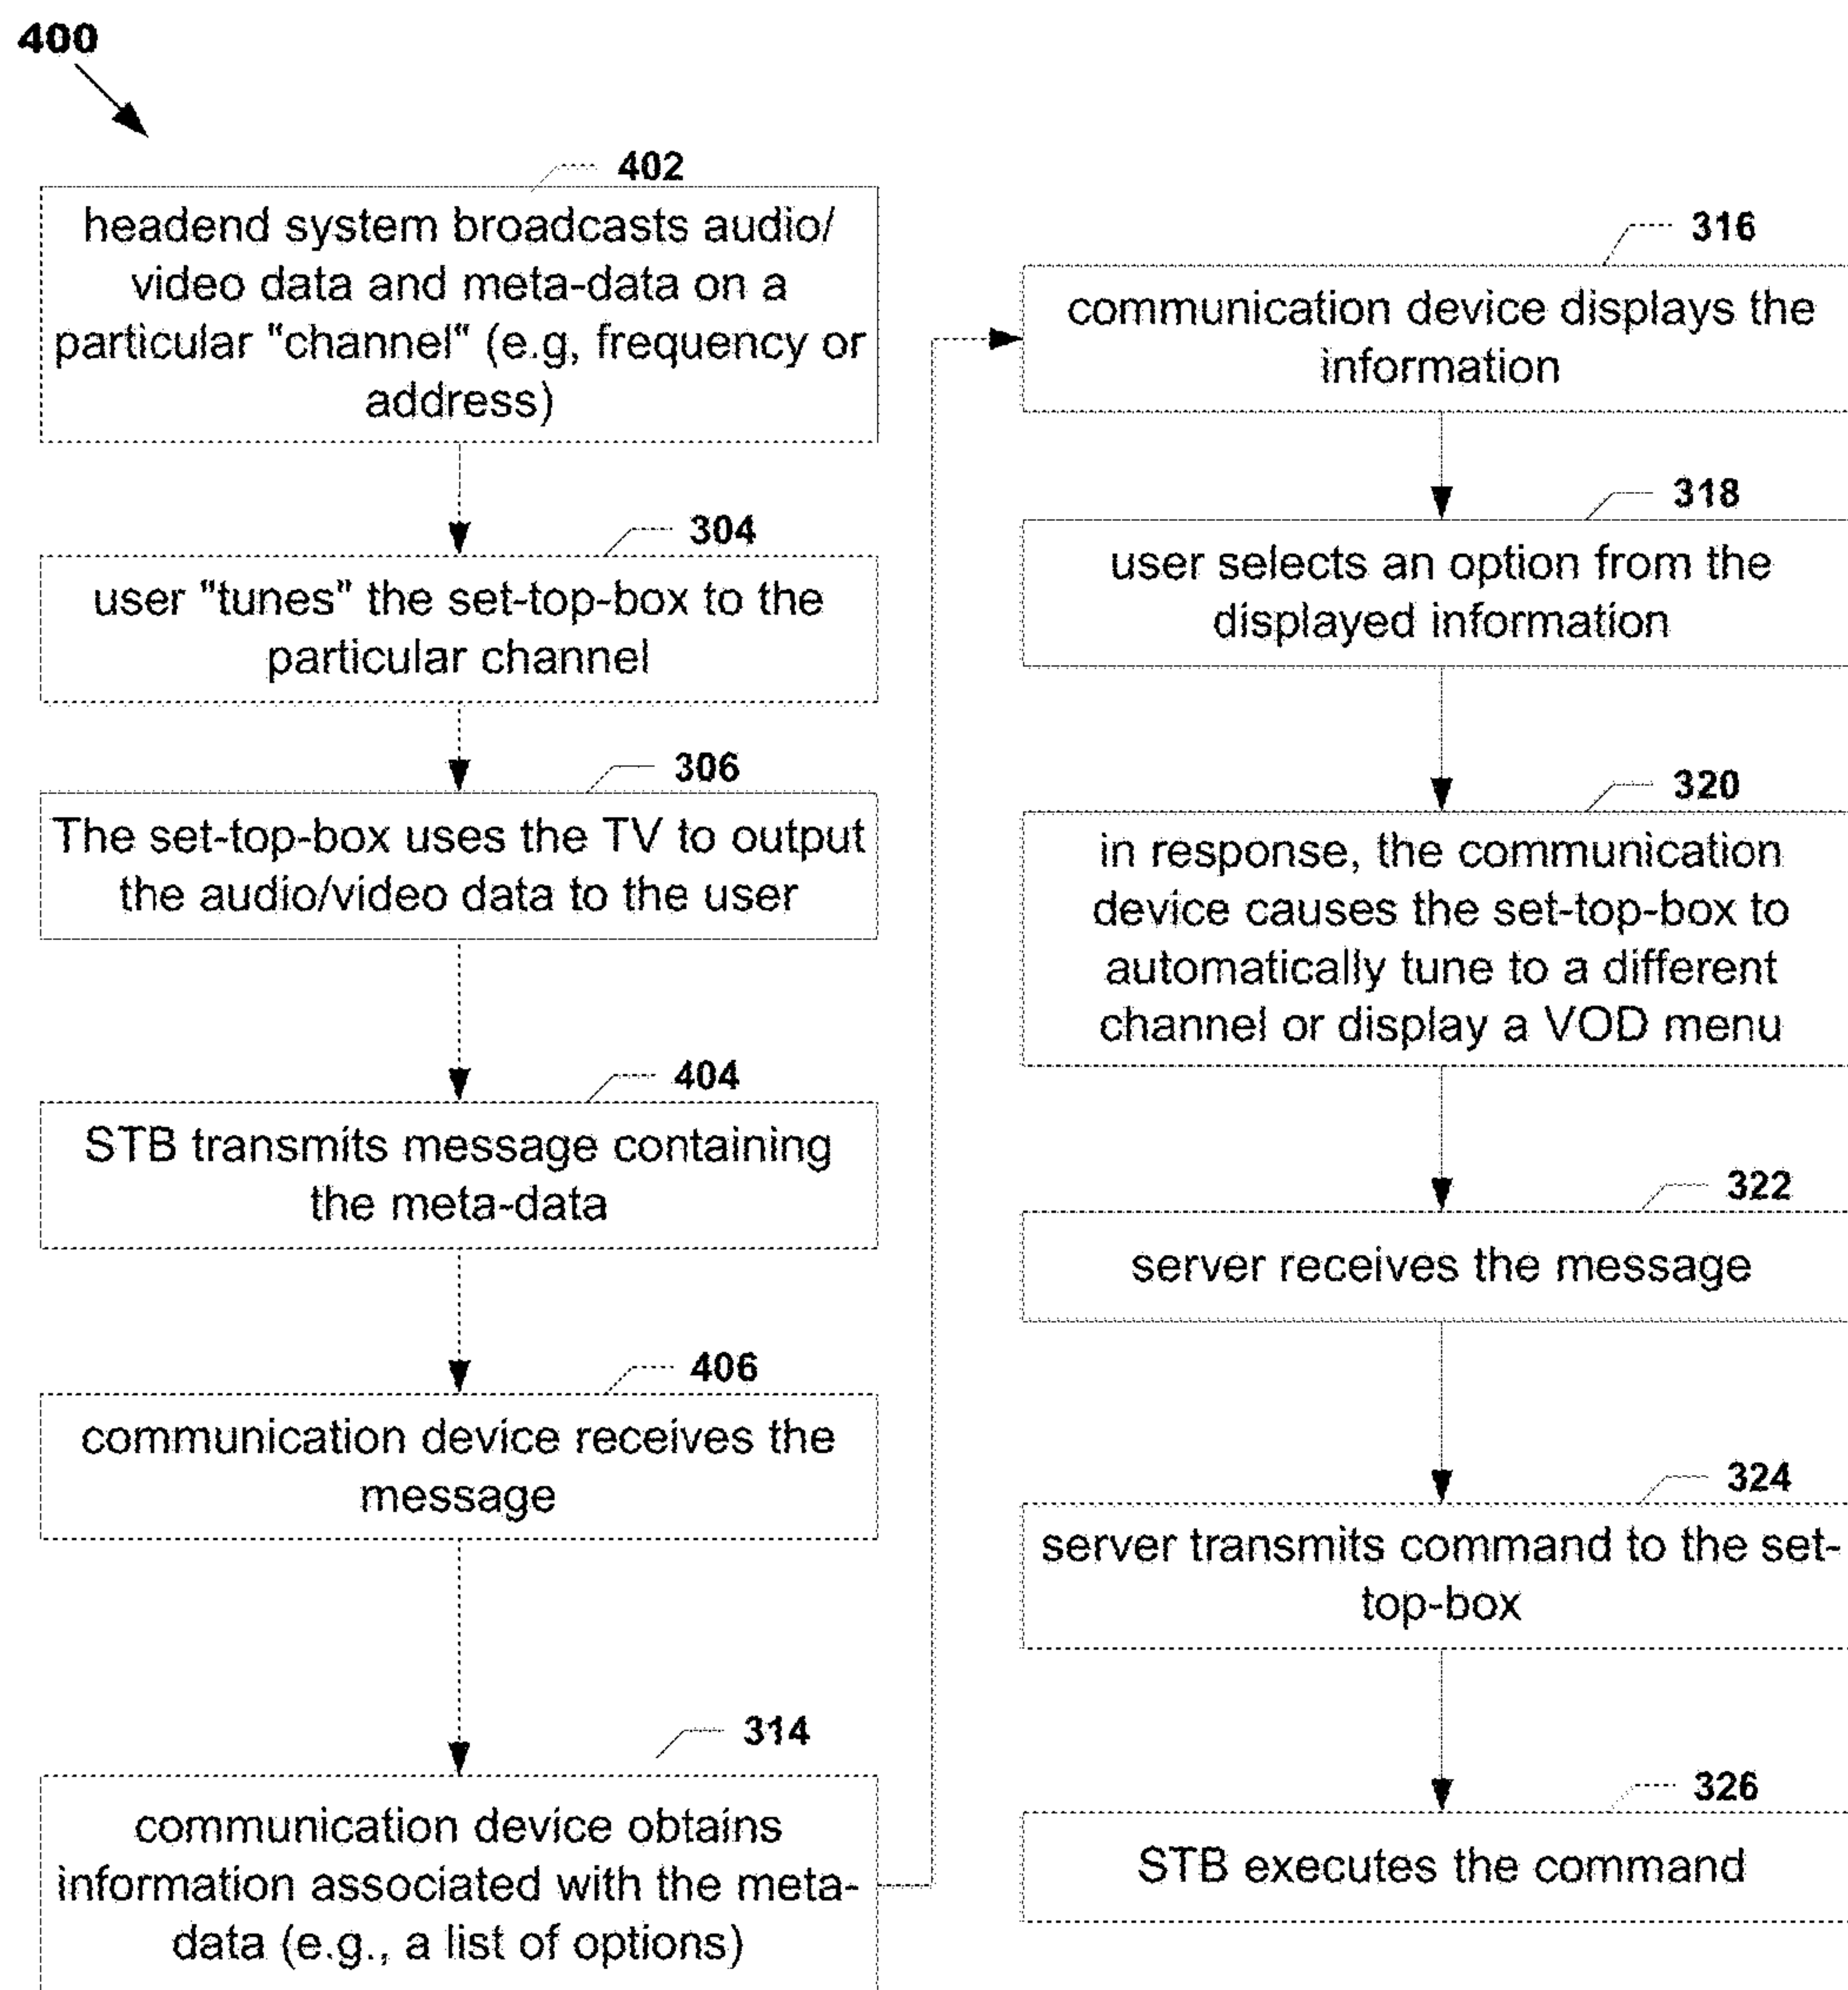 400
402
headend system broadcasts audio/
video data and meta-data on a
particular "channel" (e.g, frequency or
address)
304
user "tunes" the set-top-box to the
particular channel
306
The set-top-box uses the TV to output
the audio/video data to the user
404
STB transmits message containing
the meta-data
406
communication device receives the
message
314
communication device obtains
information associated with the meta-
data (e.g., a list of options)
316
communication device displays the
information
318
user selects an option from the
displayed information
320
in response, the communication
device causes the set-top-box to
automatically tune to a different
channel or display a VOD menu
322
server receives the message
324
server transmits command to the set-
top-box
326
STB executes the command